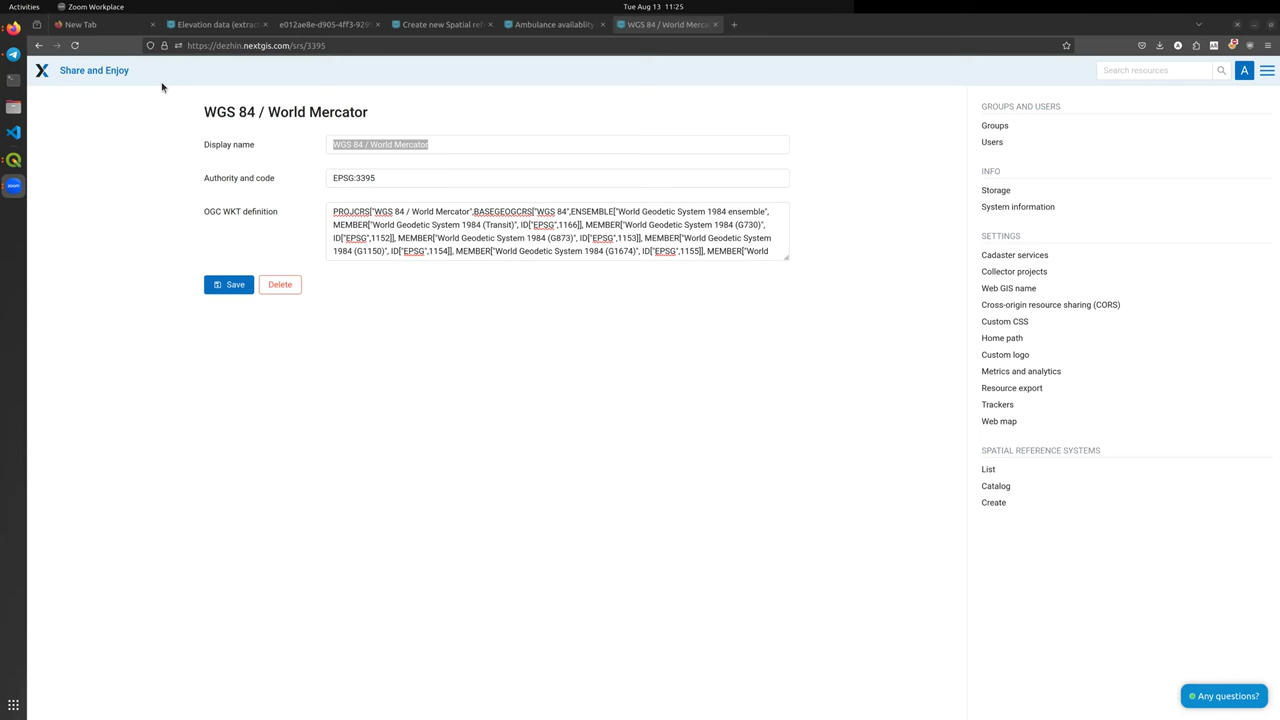 Activities
Zoom Workplace
Tue Aug 13 11:25
New Tab
Elevation data (extrac
e012ae8e-d905-4ff3-929
Create new Spatial ref
Ambulance availability
WGS 84 / World Merca
https://dezhin.nextgis.com/srs/3395
Share and Enjoy
Search resources
A
WGS 84 / World Mercator
Display name
WGS 84 / World Mercator
Authority and code
EPSG:3395
OGC WKT definition
PROJCRS["WGS 84 / World Mercator",BASEGEOGCRS["WGS 84",ENSEMBLE["World Geodetic System 1984 ensemble",
MEMBER["World Geodetic System 1984 (Transit)", ID["EPSG",1166]], MEMBER["World Geodetic System 1984 (G730)",
ID["EPSG",1152]], MEMBER["World Geodetic System 1984 (G873)", ID["EPSG",1153]], MEMBER["World Geodetic System
1984 (G1150)", ID["EPSG",1154]], MEMBER["World Geodetic System 1984 (G1674)", ID["EPSG",1155]], MEMBER["World
Save
Delete
GROUPS AND USERS
Groups
Users
INFO
Storage
System information
SETTINGS
Cadaster services
Collector projects
Web GIS name
Cross-origin resource sharing (CORS)
Custom CSS
Home path
Custom logo
Metrics and analytics
Resource export
Trackers
Web map
SPATIAL REFERENCE SYSTEMS
List
Catalog
Create
Any questions?